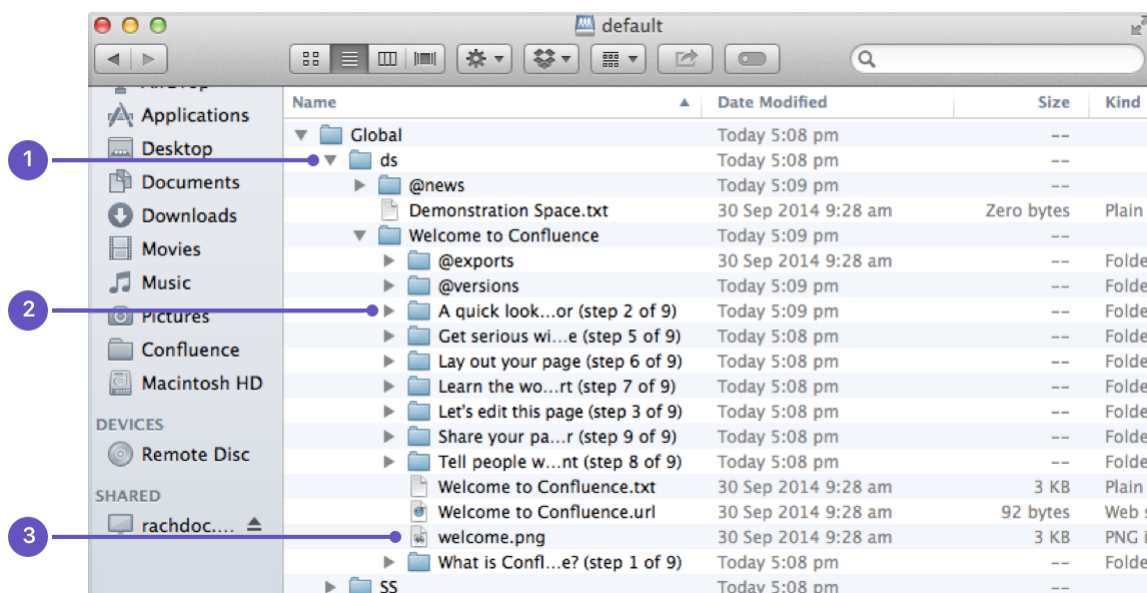 default
AirDrop
Name Date Modified Size Kind
Applications
Global Today 5:08 pm --
Desktop
1 ds Today 5:08 pm --
Documents
@news Today 5:09 pm --
Downloads
Demonstration Space.txt 30 Sep 2014 9:28 am Zero bytes Plain
Movies
Welcome to Confluence Today 5:09 pm --
@exports 30 Sep 2014 9:28 am -- Folde
Music
@versions Today 5:09 pm -- Folde
2 Pictures
A quick look...or (step 2 of 9) Today 5:09 pm -- Folde
Get serious wi...e (step 5 of 9) Today 5:08 pm -- Folde
Confluence
Lay out your page (step 6 of 9) Today 5:08 pm -- Folde
Macintosh HD
Learn the wo...rt (step 7 of 9) Today 5:08 pm -- Folde
Let's edit this page (step 3 of 9) Today 5:08 pm -- Folde
DEVICES
Share your pa...r (step 9 of 9) Today 5:08 pm -- Folde
Remote Disc
Tell people w...nt (step 8 of 9) Today 5:08 pm -- Folde
Welcome to Confluence.txt 30 Sep 2014 9:28 am 3 KB Plain
SHARED
Welcome to Confluence.url 30 Sep 2014 9:28 am 92 bytes Web s
rachdoc....
3 welcome.png 30 Sep 2014 9:28 am 3 KB PNG i
What is Confl...e? (step 1 of 9) Today 5:08 pm -- Folde
SS Today 5:08 pm --